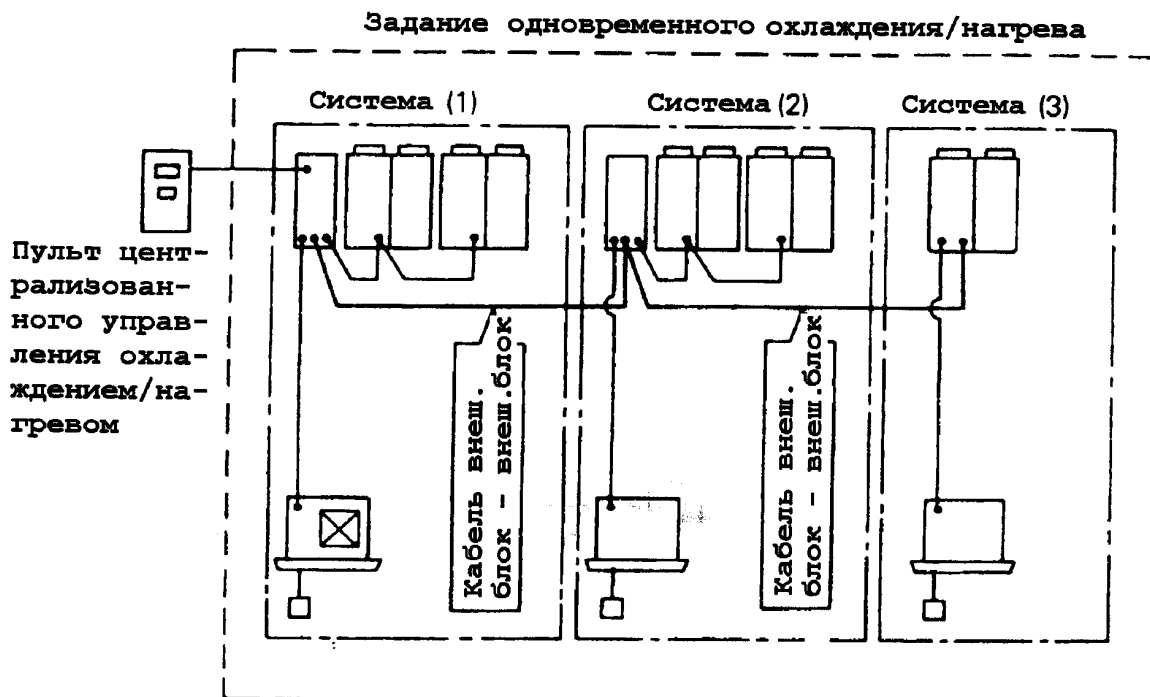 Задание одновременного охлаждения/нагрева
Система (1)
Система (2)
Система (3)
Пульт цент-
рализован-
ного управ-
ления охла-
ждением/на-
гревом
Кабель внеш.
блок - внеш.блок
Кабель внеш.
блок - внеш.блок